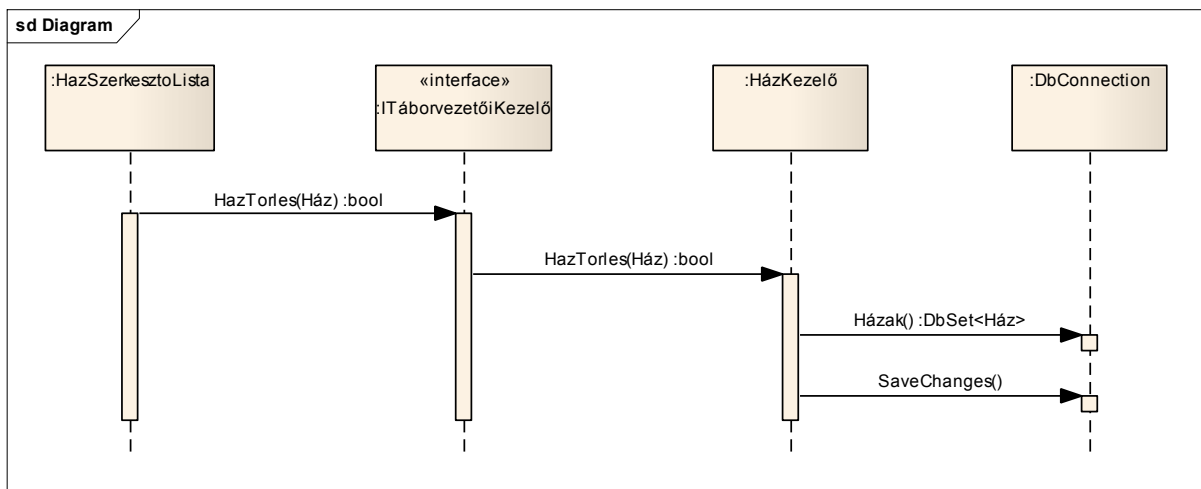 sd Diagram
:HazSzerkesztoLista
«interface»
:ITáborvezetőiKezelő
:HázKezelő
:DbConnection
HazTorles(Ház) :bool
HazTorles(Ház) :bool
Házak() :DbSet<Ház>
SaveChanges()